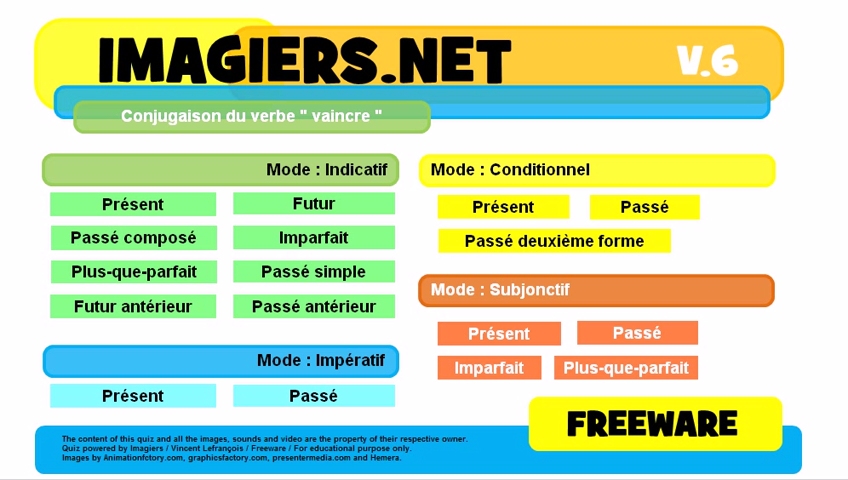 IMAGIERS.NET
V.6
Conjugaison du verbe " vaincre "
Mode : Indicatif
Présent
Futur
Passé composé
Imparfait
Plus-que-parfait
Passé simple
Futur antérieur
Passé antérieur
Mode : Impératif
Présent
Passé
Mode : Conditionnel
Présent
Passé
Passé deuxième forme
Mode : Subjonctif
Présent
Passé
Imparfait
Plus-que-parfait
FREEWARE
The content of this quiz and all the images, sounds and video are the property of their respective owner.
Quiz powered by Imagiers / Vincent Lefrançois / Freeware / For educational purpose only.
Images by Animationfctory.com, graphicsfactory.com, presentermedia.com and Hemera.